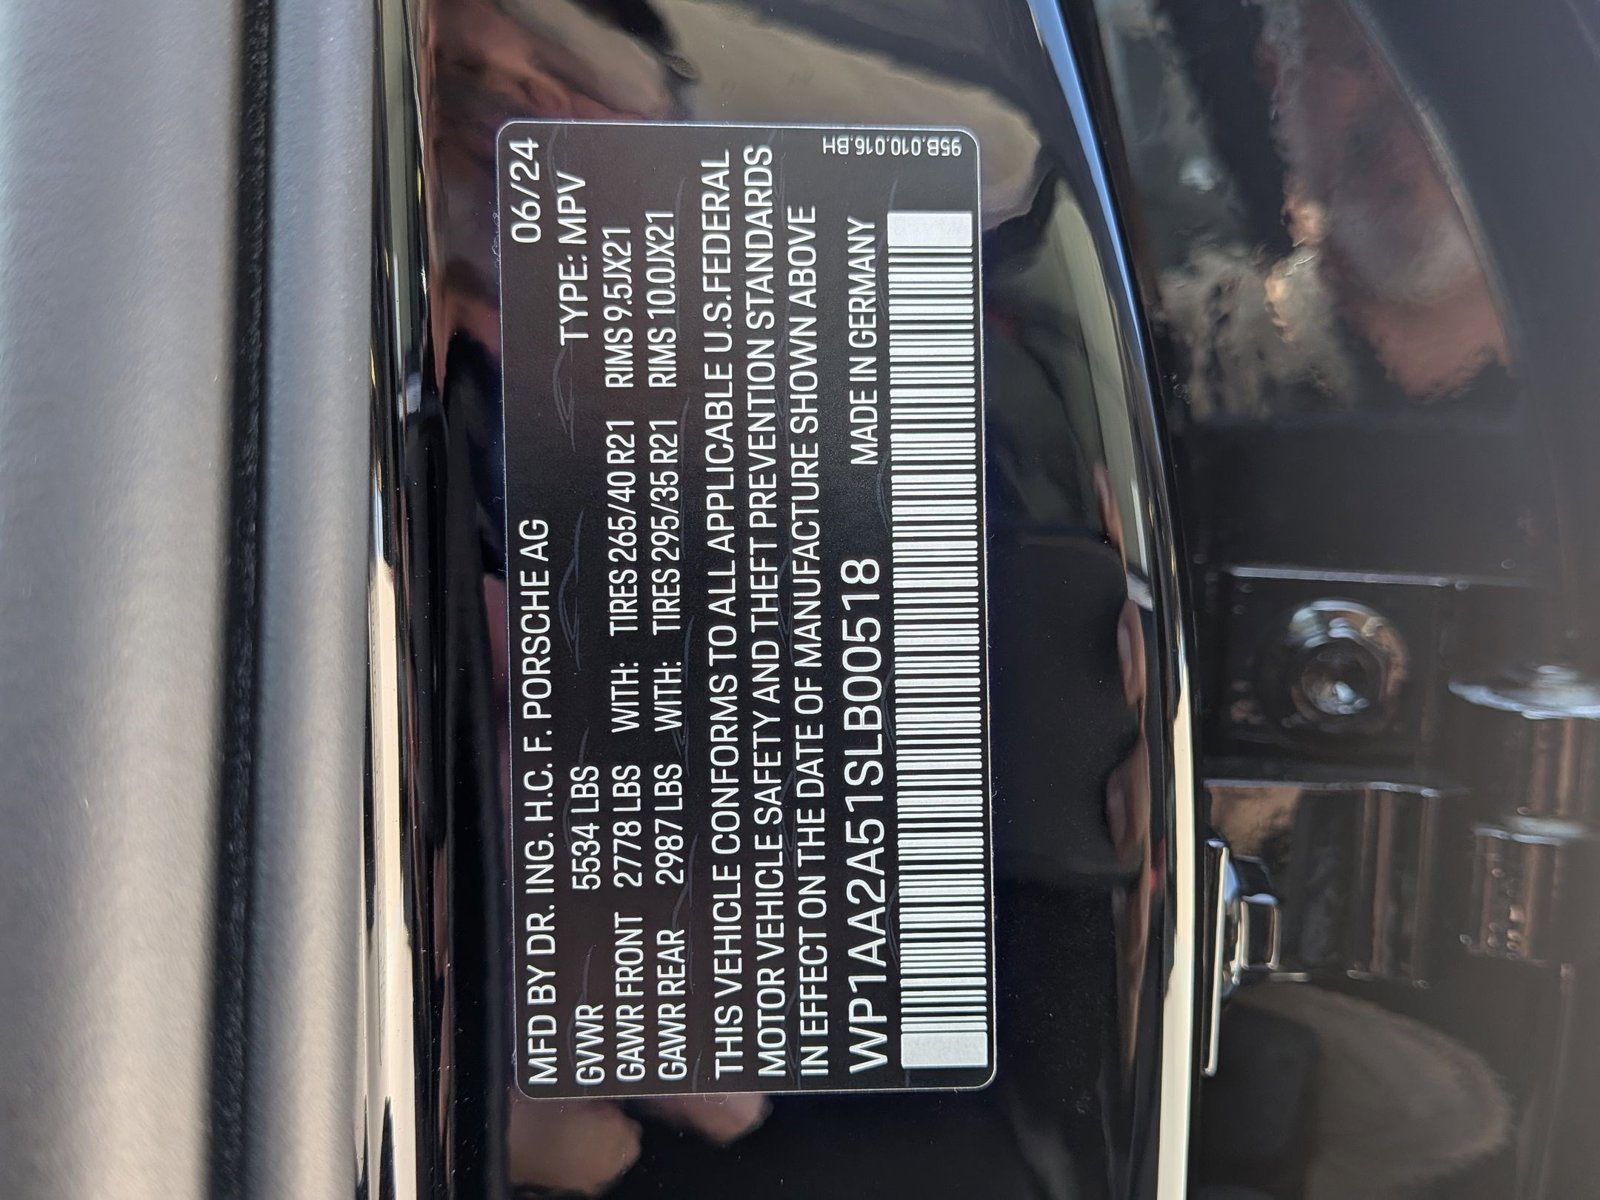 MFD BY DR. ING. H.C. F. PORSCHE AG 06/24
GVWR 5534 LBS TYPE: MPV
GAWR FRONT 2778 LBS WITH: TIRES 265/40 R21 RIMS 9.5JX21
GAWR REAR 2987 LBS WITH: TIRES 295/35 R21 RIMS 10.0JX21
THIS VEHICLE CONFORMS TO ALL APPLICABLE U.S.FEDERAL
MOTOR VEHICLE SAFETY AND THEFT PREVENTION STANDARDS
IN EFFECT ON THE DATE OF MANUFACTURE SHOWN ABOVE
WP1AA2A51SLB00518 MADE IN GERMANY
95B.010.016.BH